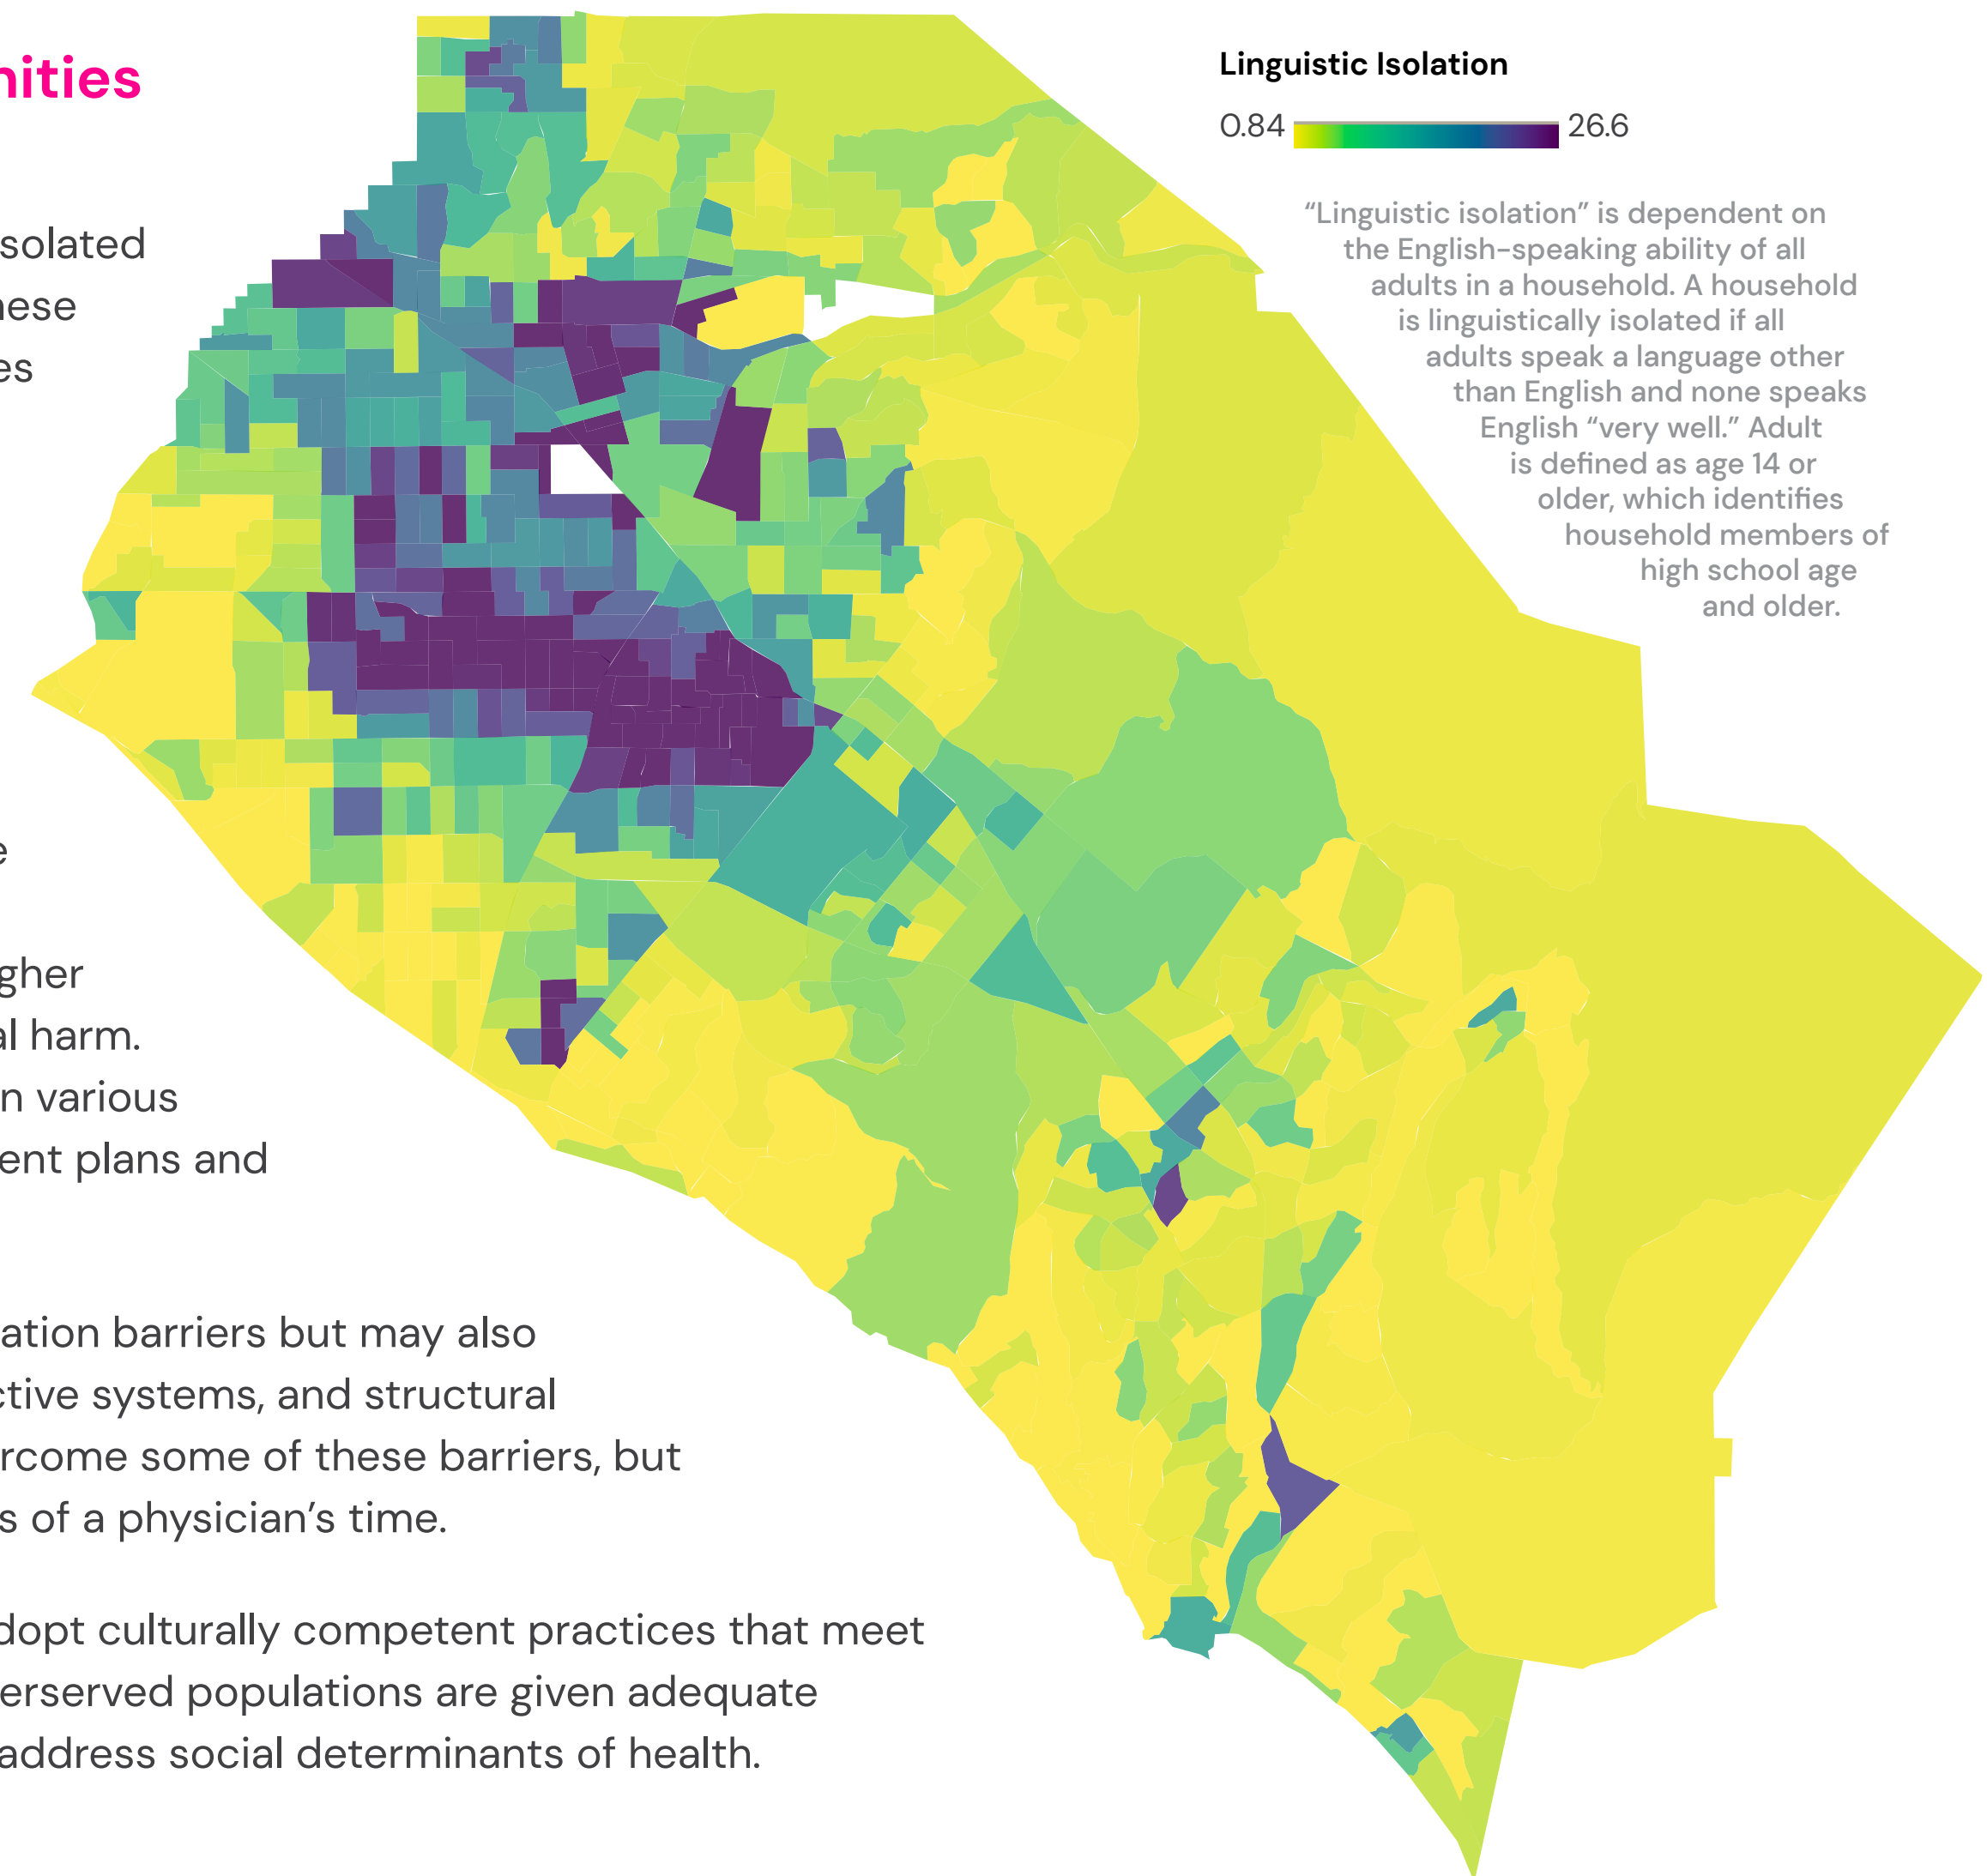 nities
solated
nese
es
e
gher
al harm.
n various
ent plans and
ation barriers but may also
ctive systems, and structural
rcome some of these barriers, but
s of a physician’s time.
dopt culturally competent practices that meet
erserved populations are given adequate
address social determinants of health.
Linguistic Isolation
0.84 26.6
“Linguistic isolation” is dependent on
the English-speaking ability of all
adults in a household. A household
is linguistically isolated if all
adults speak a language other
than English and none speaks
English “very well.” Adult
is defined as age 14 or
older, which identifies
household members of
high school age
and older.